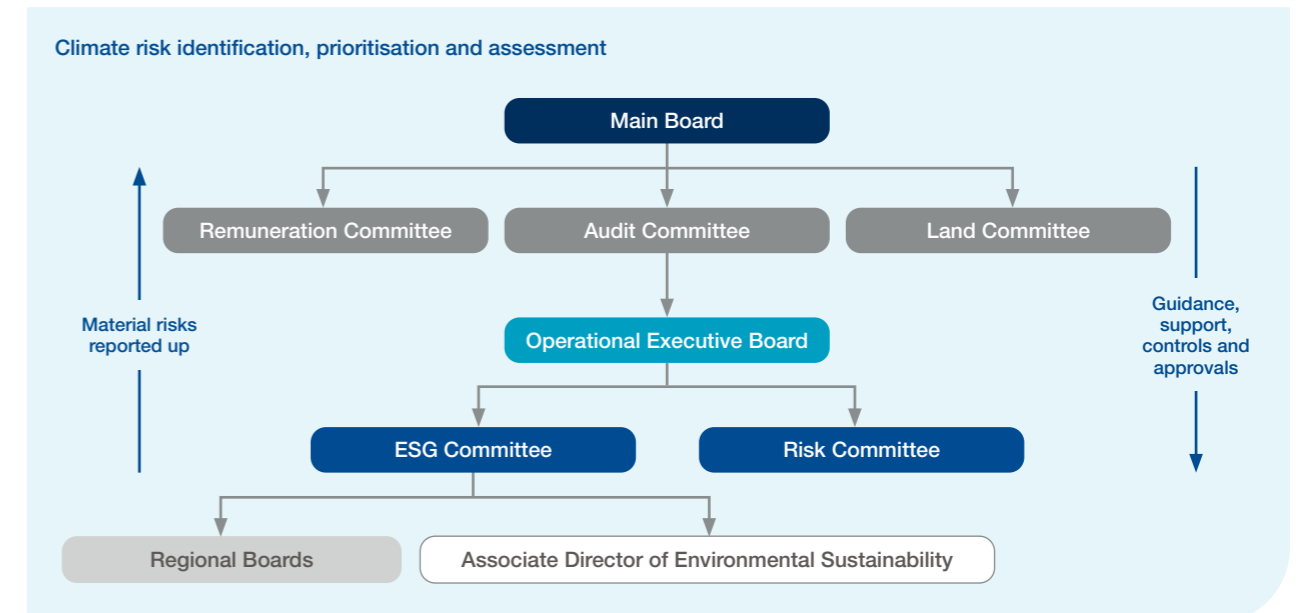 Climate risk identification, prioritisation and assessment
Main Board
Remuneration Committee
Audit Committee
Land Committee
Material risks
reported up
Guidance,
support,
controls and
approvals
Operational Executive Board
ESG Committee
Risk Committee
Regional Boards
Associate Director of Environmental Sustainability